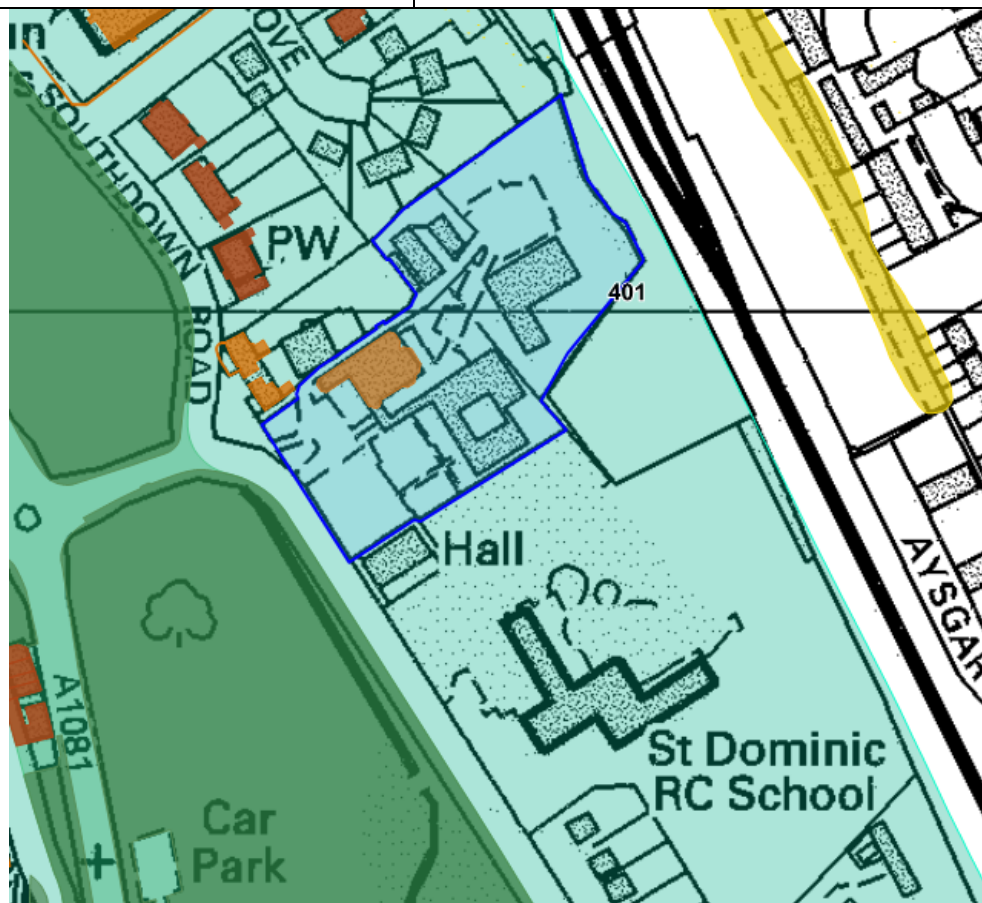 OVE
SOUTHDOWN
ROAD
PW
401
Hall
AYSGAR
St Dominic
RC School
A1081
Car
Park